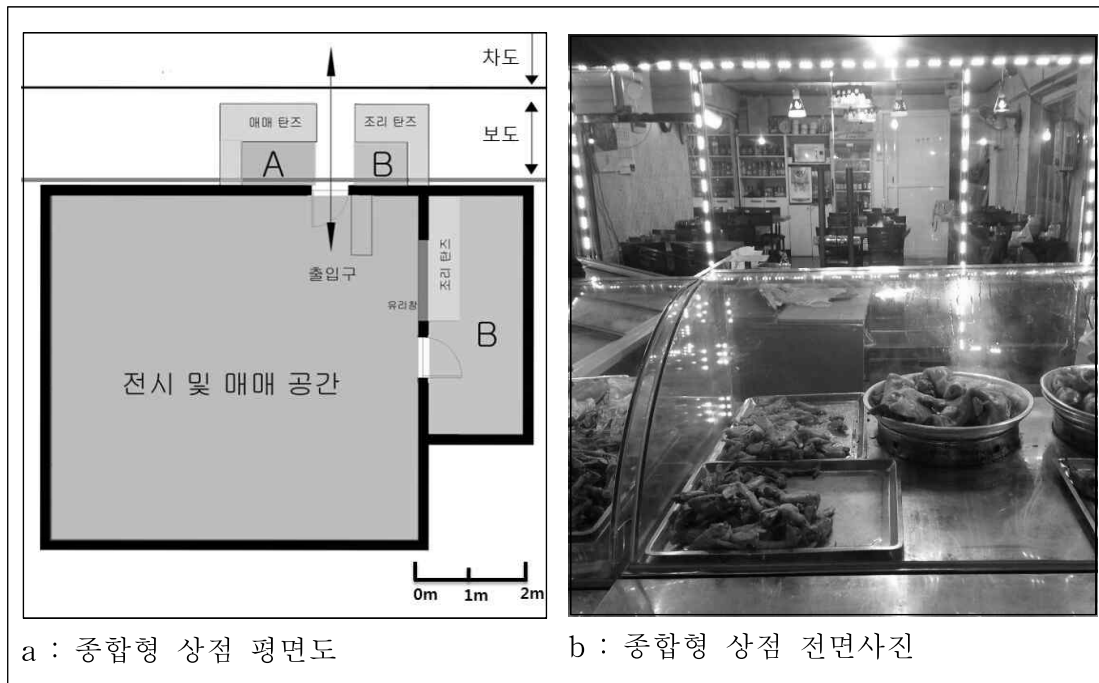 차도
보도
매매 탄즈
조리 탄즈
A
B
출입구
조리 탄즈
유리창
B
전시 및 매매 공간
0m 1m 2m
a : 종합형 상점 평면도
b : 종합형 상점 전면사진